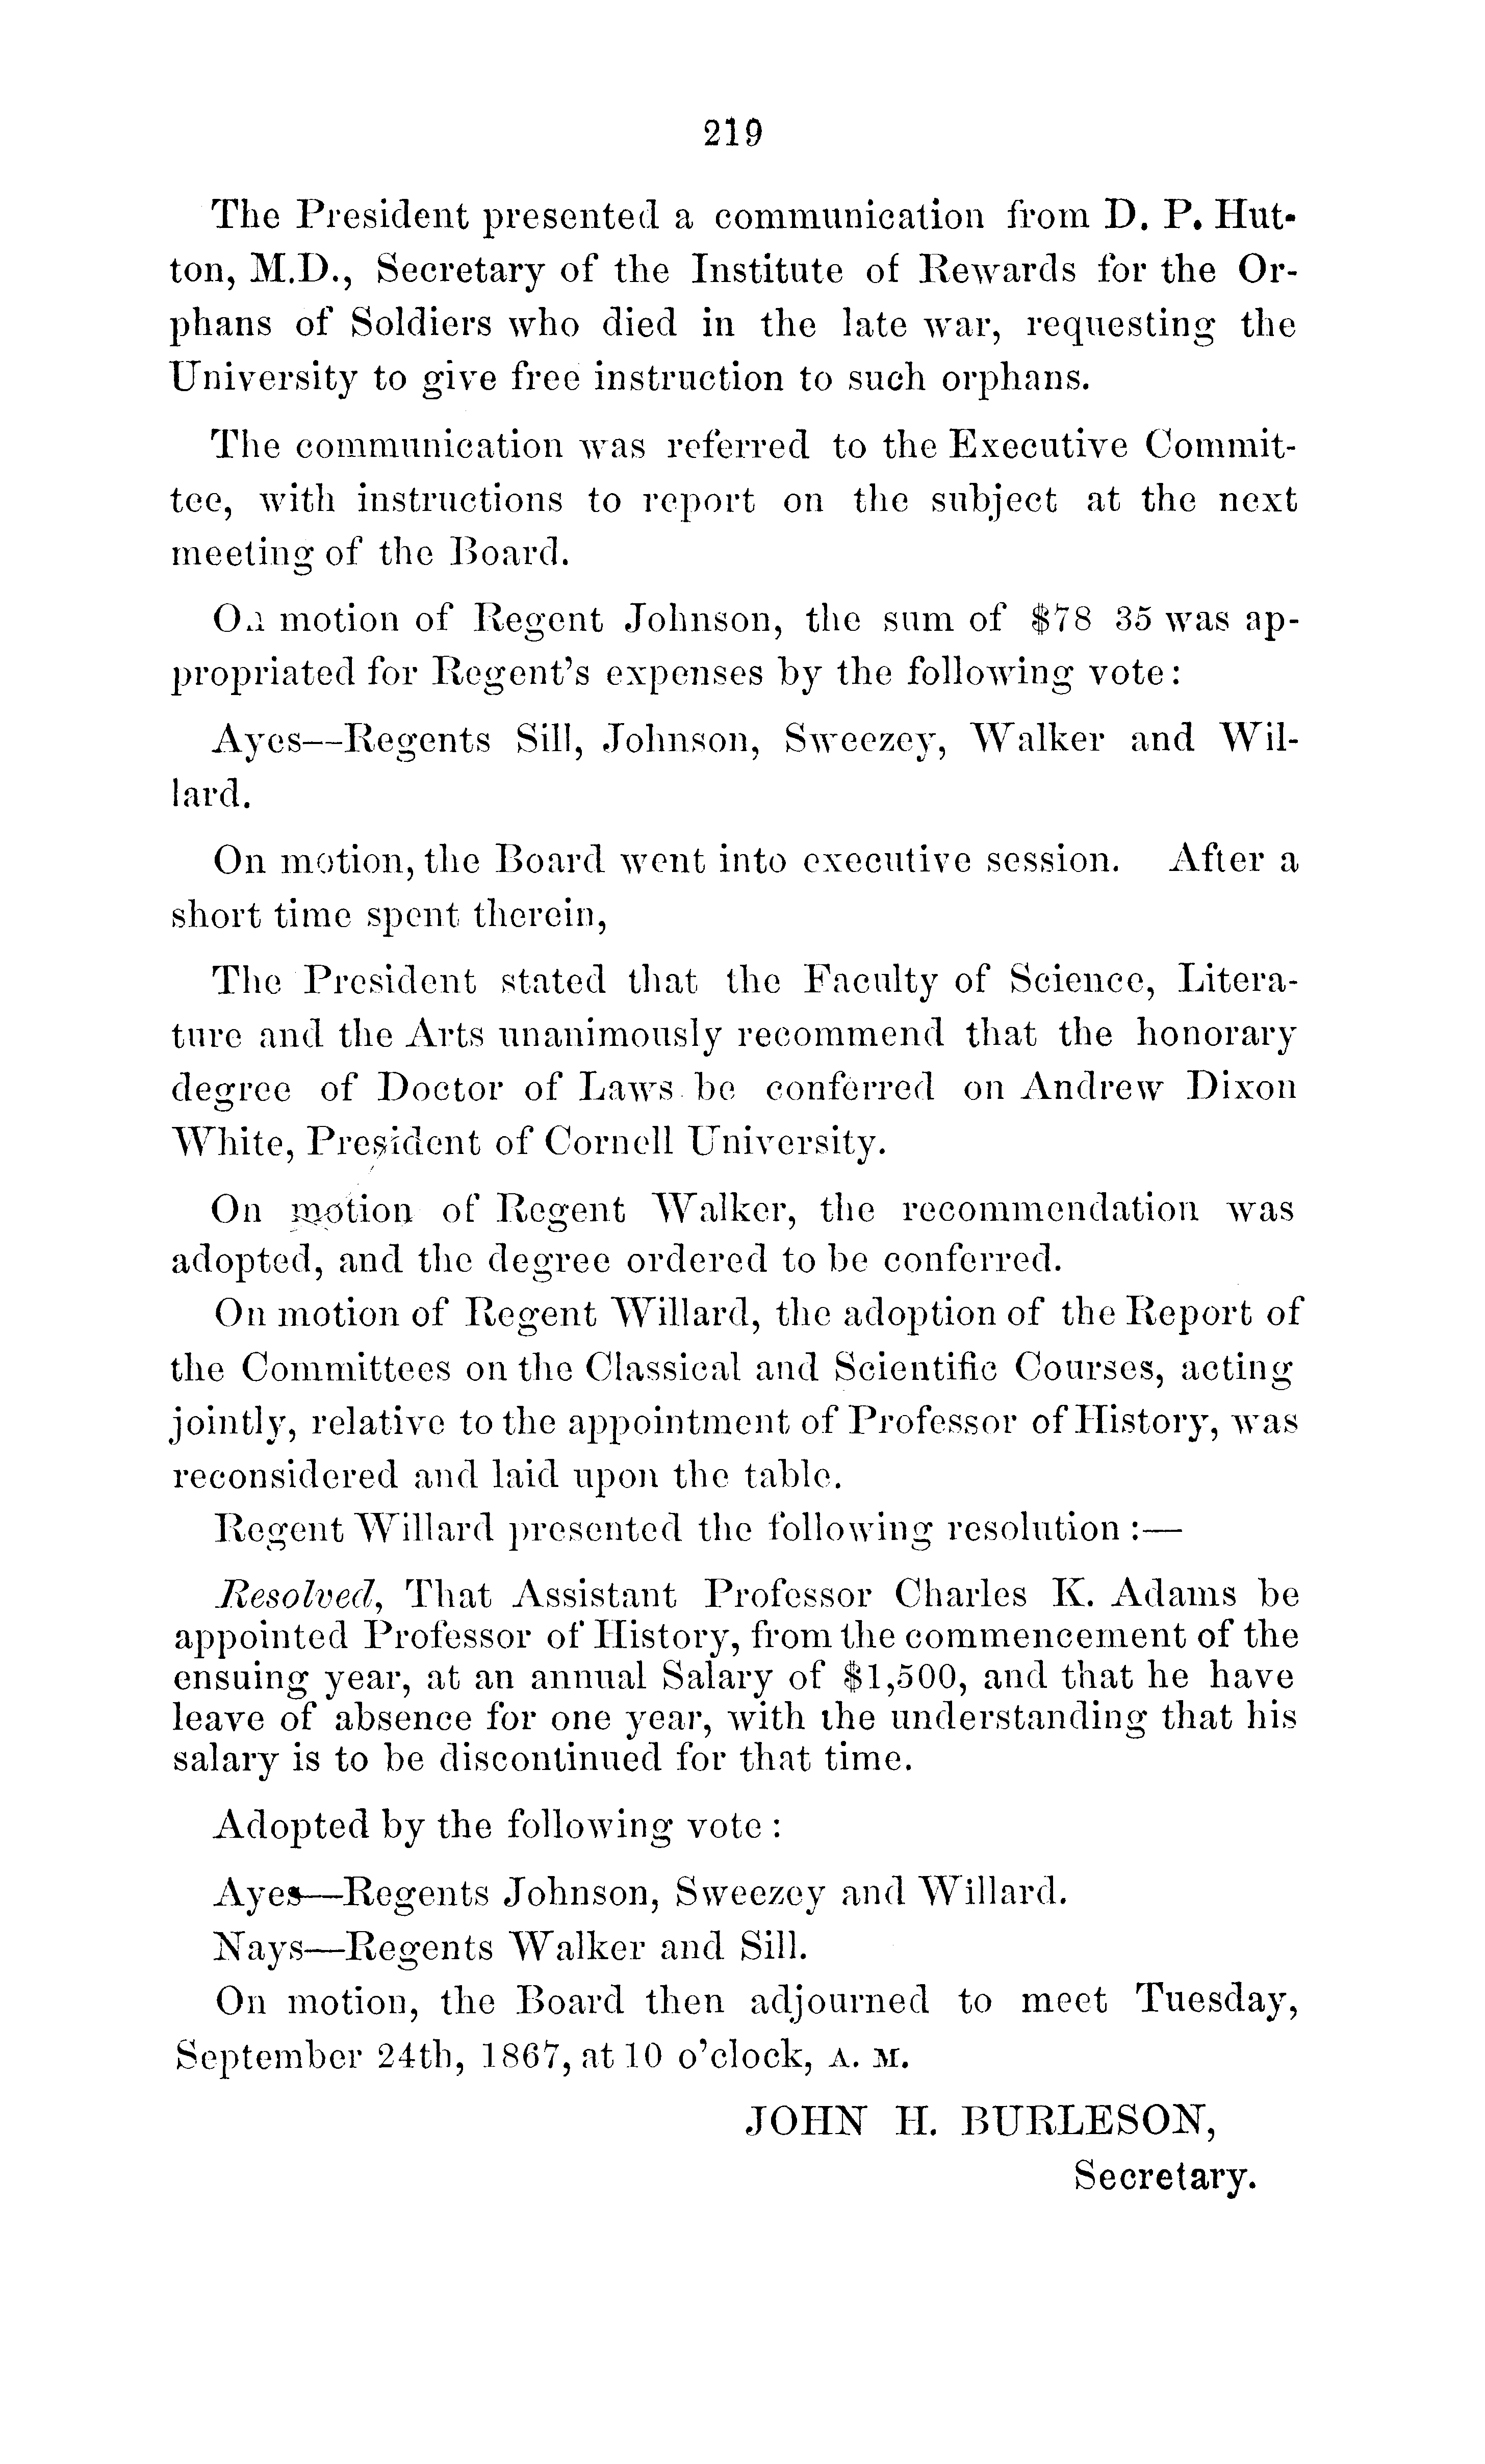 219
The President presented a communication from D. P. Hut-
ton, M.D., Secretary of the Institute of Rewards for the Or-
phans of Soldiers who died in the late war, requesting the
University to give free instruction to such orphans.
The communication was referred to the Executive Commit-
tee, with instructions to report on the subject at the next
meeting of the Board.
On motion of Regent Johnson, the sum of $78 35 was ap-
propriated for Regent's expenses by the following vote:
Ayes--Regents Sill, Johnson, Sweezey, Walker and Wil-
lard.
On motion, the Board went into executive session. After a
short time spent therein,
The President stated that the Faculty of Science, Litera-
ture and the Arts unanimously recommend that the honorary
degree of Doctor of Laws be conferred on Andrew Dixon
White, President of Cornell University.
On motion of Regent Walker, the recommendation was
adopted, and the degree ordered to be conferred.
On motion of Regent Willard, the adoption of the Report of
the Committees on the Classical and Scientific Courses, acting
jointly, relative to the appointment of Professor of History, was
reconsidered and laid upon the table.
Regent Willard presented the following resolution :—
Resolved, That Assistant Professor Charles K. Adams be
appointed Professor of History, from the commencement of the
ensuing year, at an annual Salary of $1,500, and that he have
leave of absence for one year, with the understanding that his
salary is to be discontinued for that time.
Adopted by the following vote :
Ayes—Regents Johnson, Sweezey and Willard.
Nays—Regents Walker and Sill.
On motion, the Board then adjourned to meet Tuesday,
September 24th, 1867, at 10 o'clock, A. M.
JOHN H. BURLESON,
Secretary.